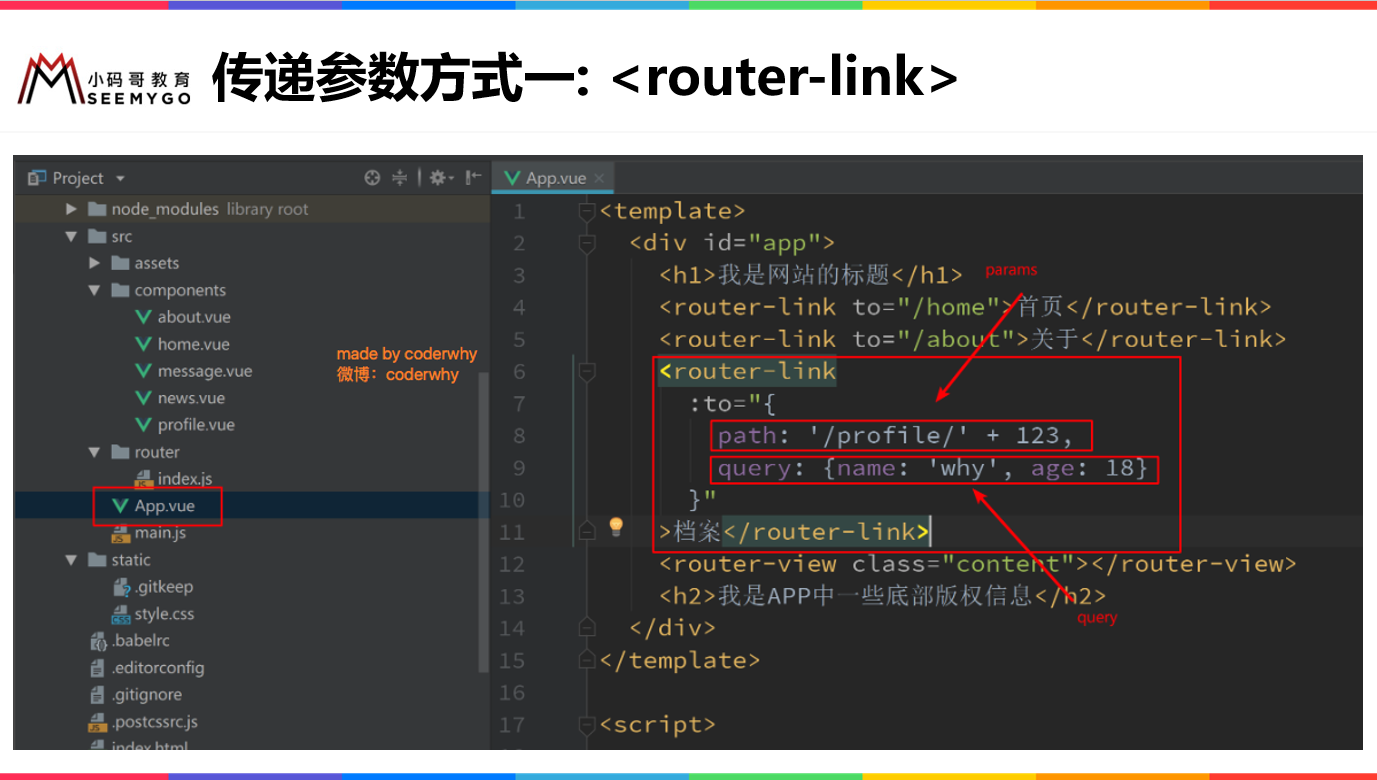 小码哥教育
SEEMYGO
传递参数方式一: <router-link>
Project
node_modules library root
src
assets
components
about.vue
home.vue
message.vue
news.vue
profile.vue
router
index.js
App.vue
main.js
static
.gitkeep
style.css
.babelrc
.editorconfig
.gitignore
.postcssrc.js
index.html
made by coderwhy
微博：coderwhy
App.vue
1 <template>
2 <div id="app">
3 <h1>我是网站的标题</h1>
params
4 <router-link to="/home">首页</router-link>
5 <router-link to="/about">关于</router-link>
6 <router-link
7 :to="{
8 path: '/profile/' + 123,
9 query: {name: 'why', age: 18}
10 }"
11 >档案</router-link>
12 <router-view class="content"></router-view>
13 <h2>我是APP中一些底部版权信息</h2>
query
14 </div>
15 </template>
16
17 <script>